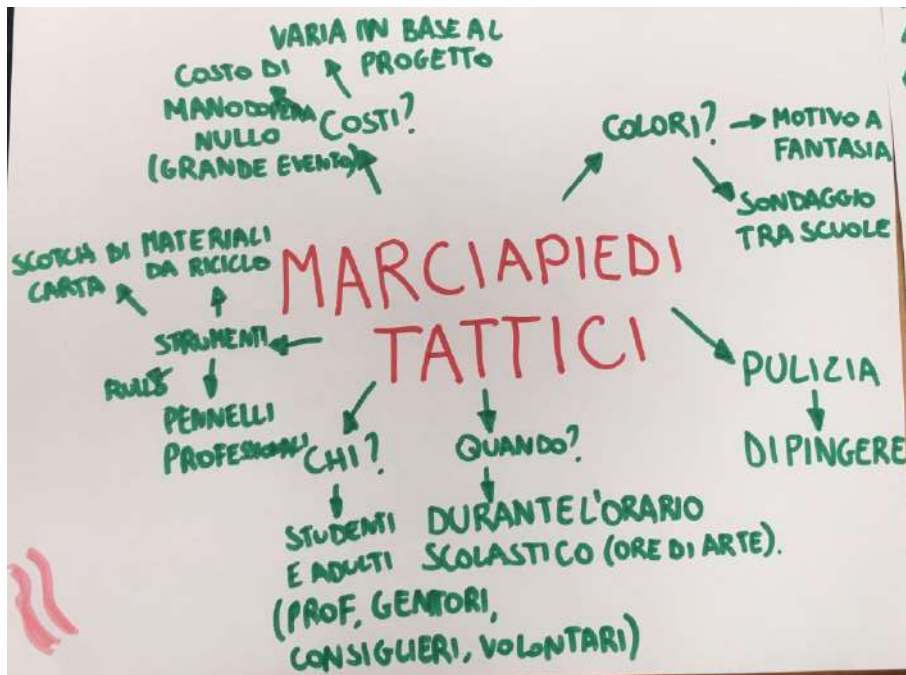 VARIA IN BASE AL
PROGETTO
COSTO DI
MANODOPERA
NULLO
(GRANDE EVENTO)
COSTI?
COLORI?
MOTIVO A
FANTASIA
SONDAGGIO
TRA SCUOLE
MARCIAPIEDI
TATTICI
SCOTCH DI
CARTA
MATERIALI
DA RICICLO
STRUMENTI
RULLO
PENNELLI
PROFESSIONALI
CHI?
STUDENTI
E ADULTI
(PROF, GENITORI,
CONSIGLIERI, VOLONTARI)
QUANDO?
DURANTE L'ORARIO
SCOLASTICO (ORE DI ARTE).
PULIZIA
DIPINGERE